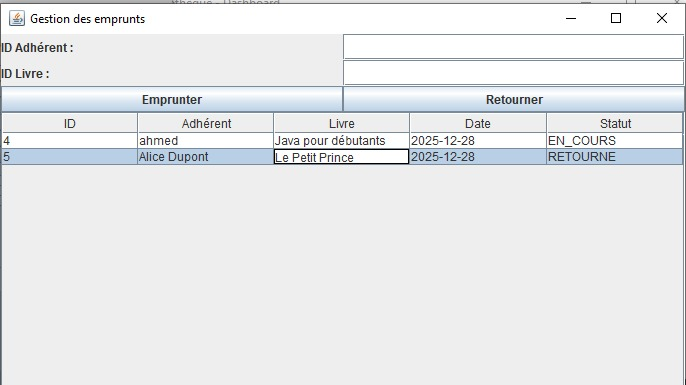 Gestion des emprunts
ID Adhérent :
ID Livre :
Emprunter Retourner
ID Adhérent Livre Date Statut
4 ahmed Java pour débutants 2025-12-28 EN_COURS
5 Alice Dupont Le Petit Prince 2025-12-28 RETOURNE